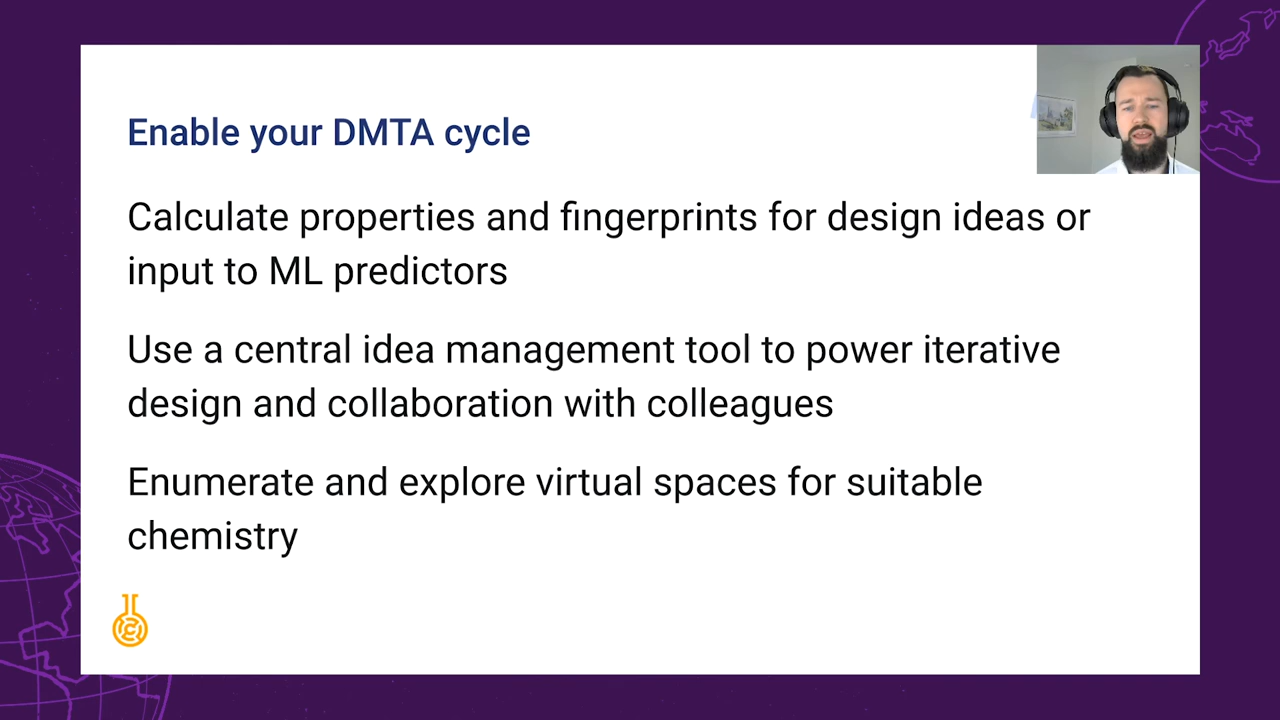 Enable your DMTA cycle
Calculate properties and fingerprints for design ideas or
input to ML predictors
Use a central idea management tool to power iterative
design and collaboration with colleagues
Enumerate and explore virtual spaces for suitable
chemistry